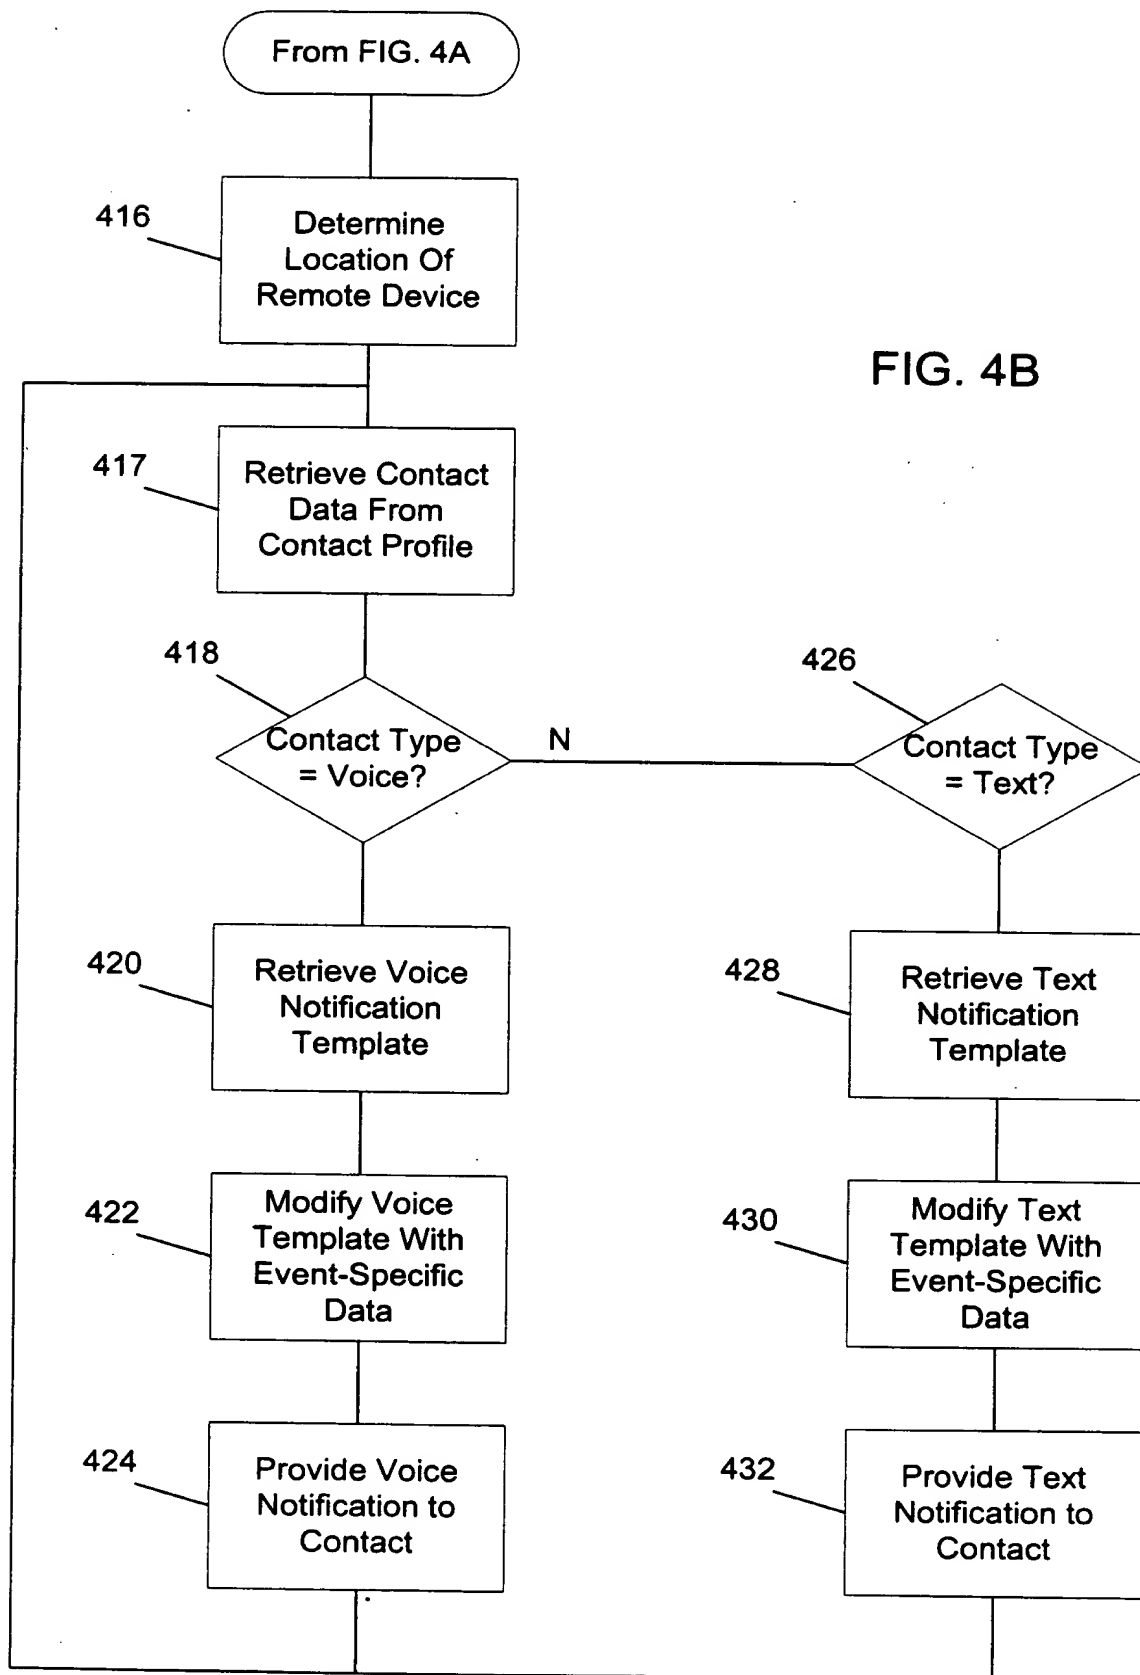 From FIG. 4A
416
Determine
Location Of
Remote Device
FIG. 4B
417
Retrieve Contact
Data From
Contact Profile
418
Contact Type
= Voice?
N
426
Contact Type
= Text?
420
Retrieve Voice
Notification
Template
428
Retrieve Text
Notification
Template
422
Modify Voice
Template With
Event-Specific
Data
430
Modify Text
Template With
Event-Specific
Data
424
Provide Voice
Notification to
Contact
432
Provide Text
Notification to
Contact